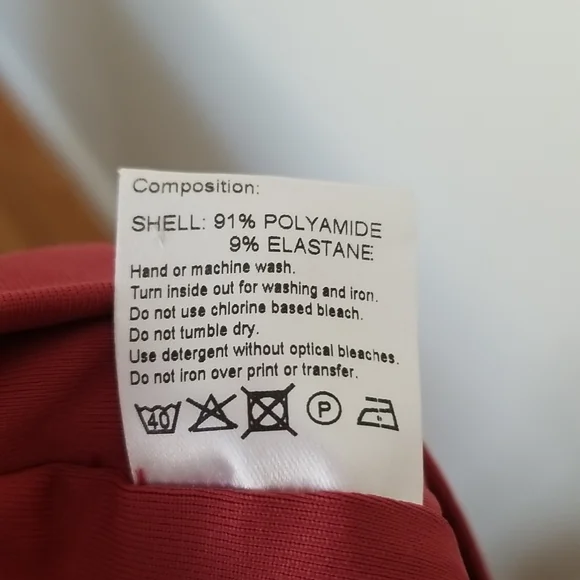 Composition:
SHELL: 91% POLYAMIDE
9% ELASTANE
Hand or machine wash.
Turn inside out for washing and iron.
Do not use chlorine based bleach.
Do not tumble dry.
Use detergent without optical bleaches.
Do not iron over print or transfer.
40 P